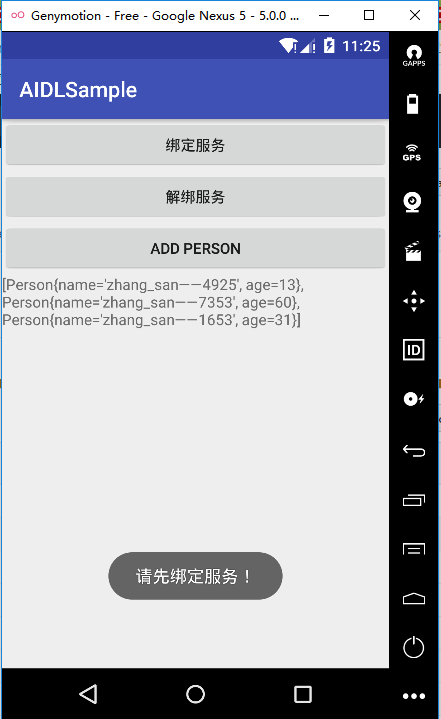 Genymotion - Free - Google Nexus 5 - 5.0.0 ...
11:25
GAPPS
AIDLSample
绑定服务
GPS
解绑服务
ADD PERSON
[Person{name='zhang_san——4925', age=13},
Person{name='zhang_san——7353', age=60},
Person{name='zhang_san——1653', age=31}]
ID
请先绑定服务！